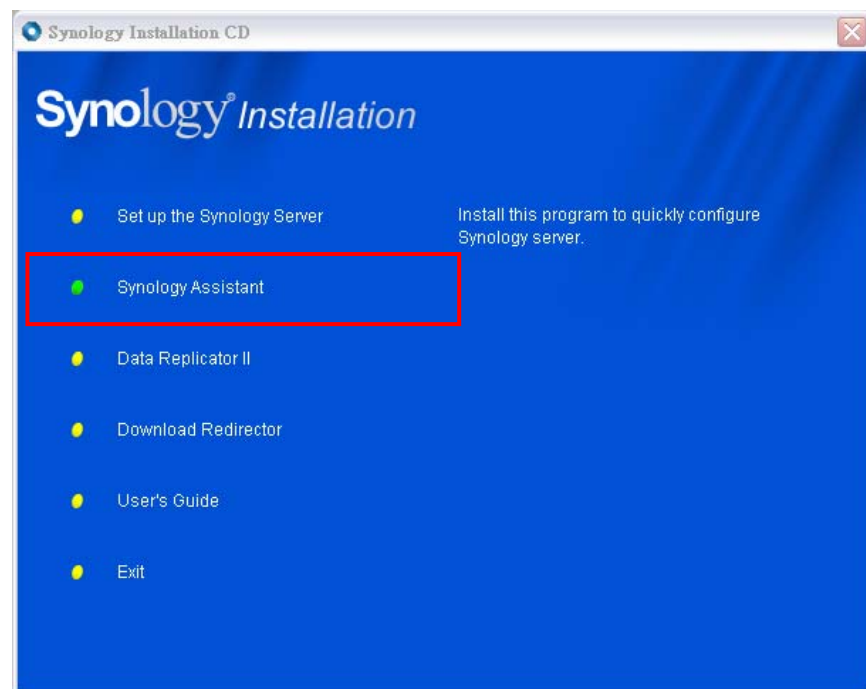 Synology Installation CD
Synology® Installation
Set up the Synology Server
Install this program to quickly configure
Synology server.
Synology Assistant
Data Replicator II
Download Redirector
User's Guide
Exit